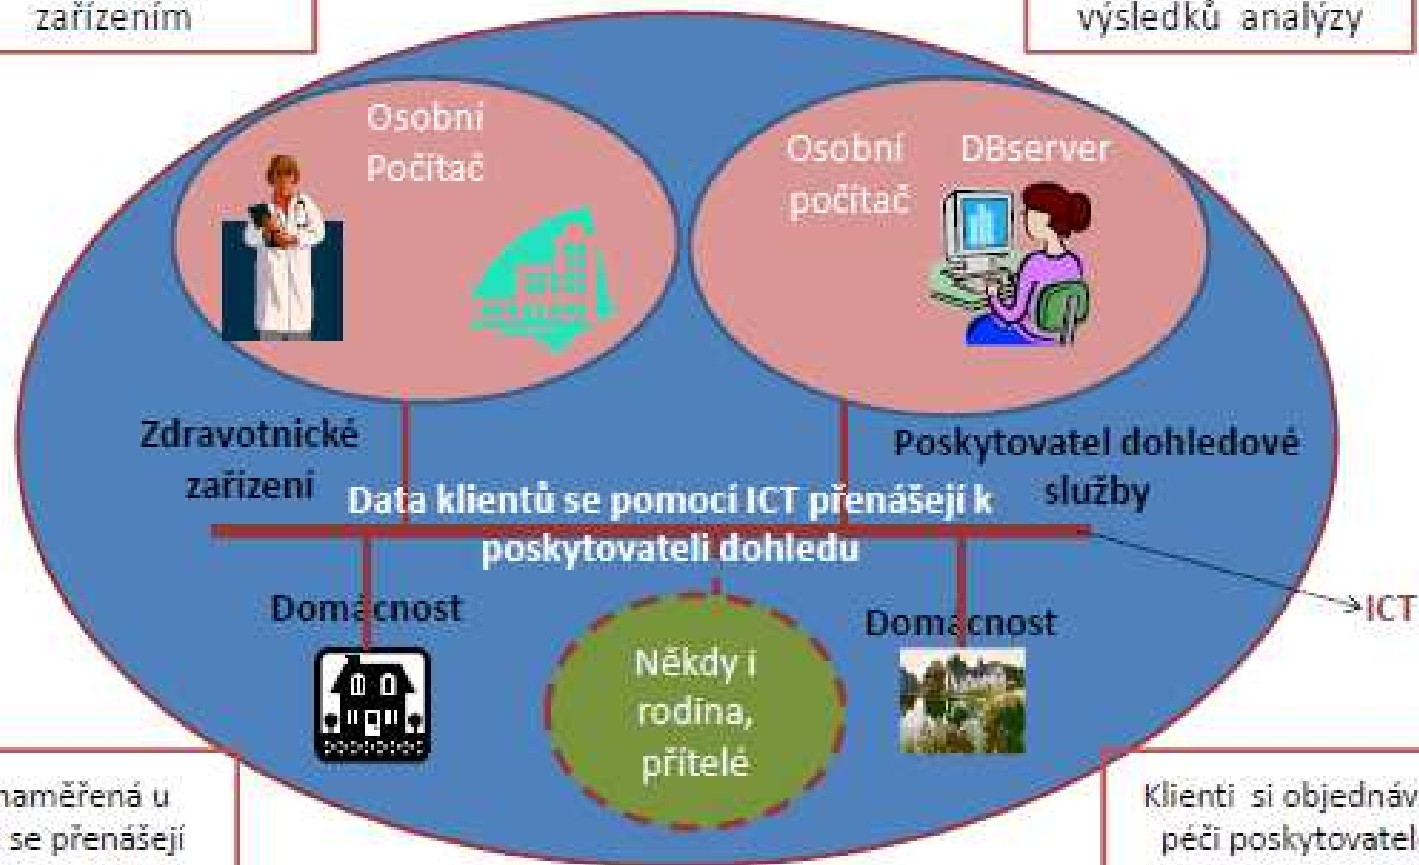 zařízením
výsledků analýzy
Osobní
Počítač
Osobní DBserver
počítač
Zdravotnické
zařízení
Poskytovatel dohledové
služby
Data klientů se pomocí ICT přenášejí k
poskytovateli dohledu
Domácnost
Domácnost
ICT
Někdy i
rodina,
přítelé
naměřená u
se přenášejí
Klienti si objednáv
péči poskytovatel